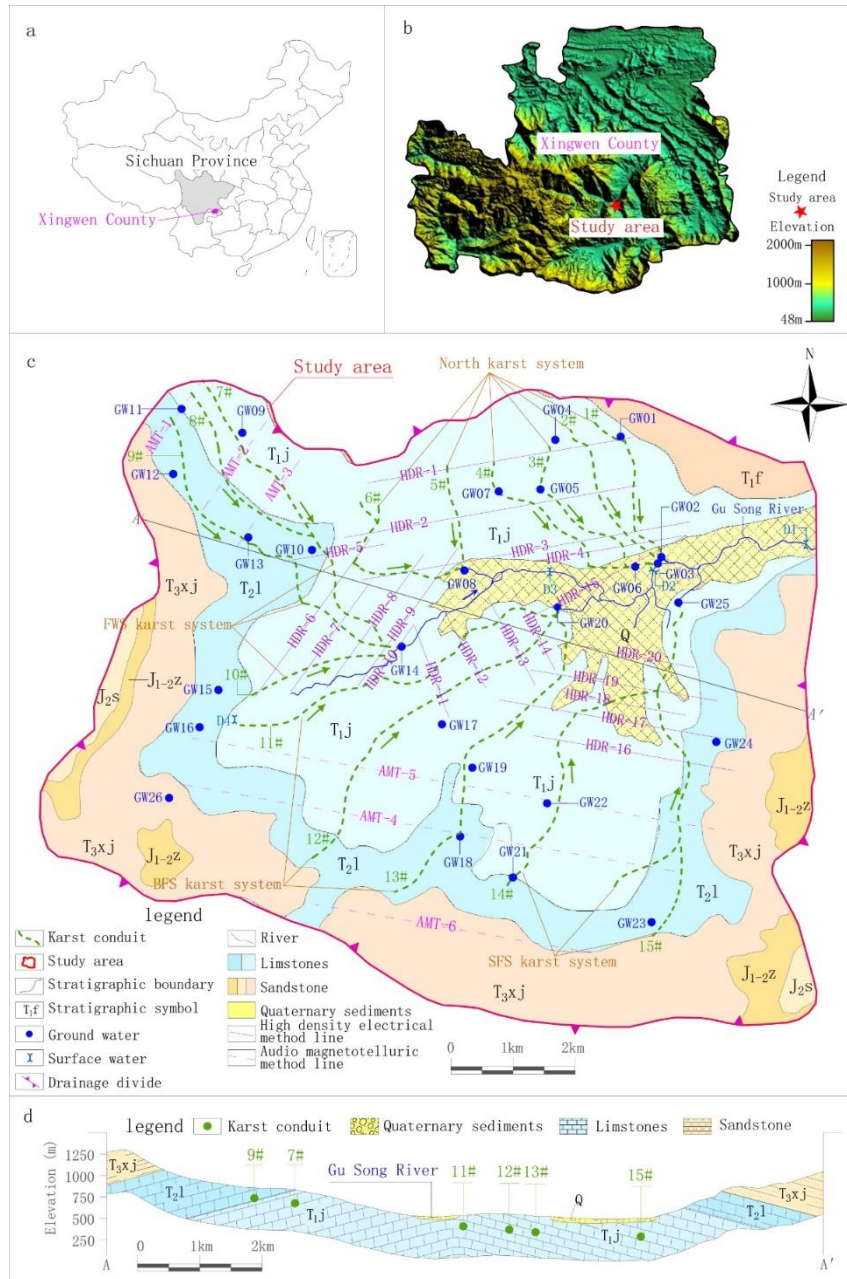 a
Sichuan Province
Xingwen County
b
Xingwen County
Study area
Legend
Study area
Elevation
2000m
1000m
48m
c
Study area
North karst system
N
GW11
7#
8#
GW09
GW04
2#
1#
GW01
AMT-1
AMT-2
AMT-3
9#
GW12
T₁j
HDR-1
4#
3#
5#
GW07
GW05
6#
T₁f
HDR-2
T₁j
GW02
Gu Song River
D1
A
GW13
GW10
HDR-5
HDR-3
HDR-4
T₃xj
T₂l
GW08
D3
HDR-15
GW06
GW03
D2
GW25
FWS karst system
HDR-6
HDR-7
HDR-8
HDR-9
HDR-10
GW20
Q
HDR-20
GW14
HDR-11
HDR-12
HDR-13
HDR-14
HDR-19
HDR-18
HDR-17
HDR-16
A'
J₂s
J₁₋₂z
10#
GW15
D4
GW16
11#
T₁j
GW17
GW24
AMT-5
GW19
T₁j
GW22
GW26
AMT-4
J₁₋₂z
T₃xj
J₁₋₂z
12#
T₂l
GW18
GW21
T₃xj
T₂l
BFS karst system
13#
14#
GW23
15#
AMT-6
SFS karst system
T₃xj
J₁₋₂z
J₂s
legend
Karst conduit
River
Study area
Limstones
Stratigraphic boundary
Sandstone
T₁f
Stratigraphic symbol
Quaternary sediments
Ground water
High density electrical
method line
Surface water
Audio magnetotelluric
method line
Drainage divide
0
1km
2km
d
legend
Karst conduit
Quaternary sediments
Limstones
Sandstone
Elevation (m)
1250
1000
750
500
250
T₃xj
9#
7#
Gu Song River
11#
12#
13#
15#
T₂l
T₁j
Q
T₁j
T₂l
T₃xj
0
1km
2km
A
A'